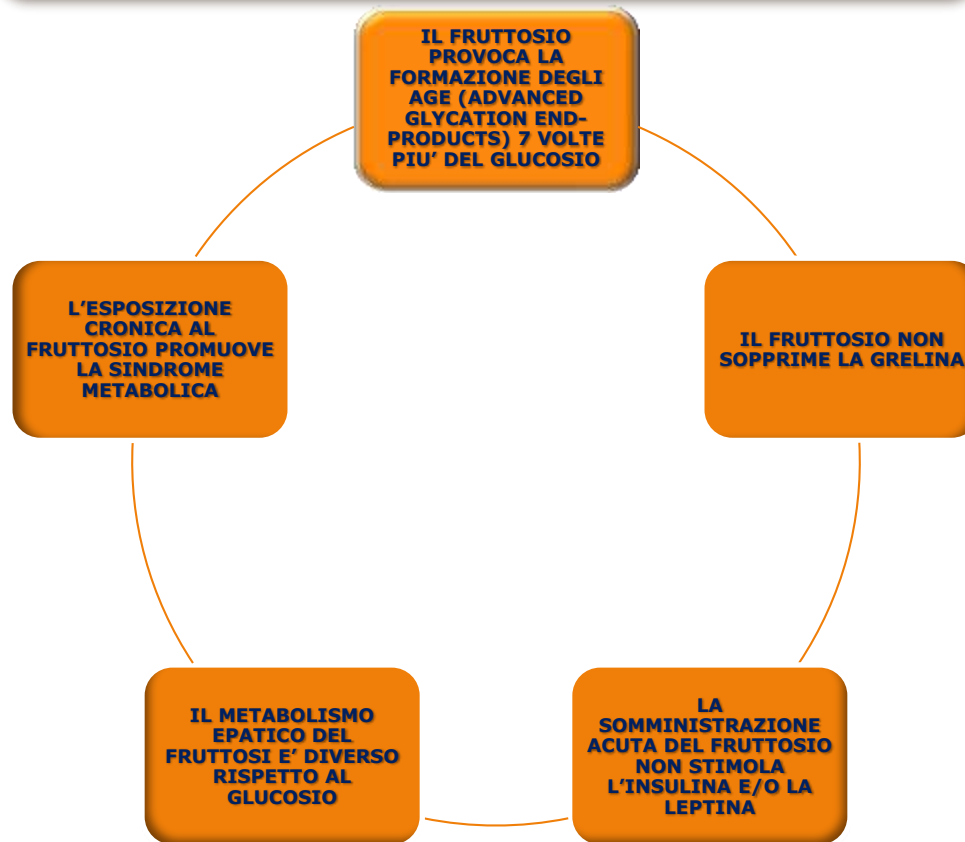 IL FRUTTOSIO
PROVOCA LA
FORMAZIONE DEGLI
AGE (ADVANCED
GLYCATION END-
PRODUCTS) 7 VOLTE
PIU’ DEL GLUCOSIO
IL FRUTTOSIO NON
SOPPRIME LA GRELINA
LA
SOMMINISTRAZIONE
ACUTA DEL FRUTTOSIO
NON STIMOLA
L’INSULINA E/O LA
LEPTINA
IL METABOLISMO
EPATICO DEL
FRUTTOSI E’ DIVERSO
RISPETTO AL
GLUCOSIO
L’ESPOSIZIONE
CRONICA AL
FRUTTOSIO PROMUOVE
LA SINDROME
METABOLICA